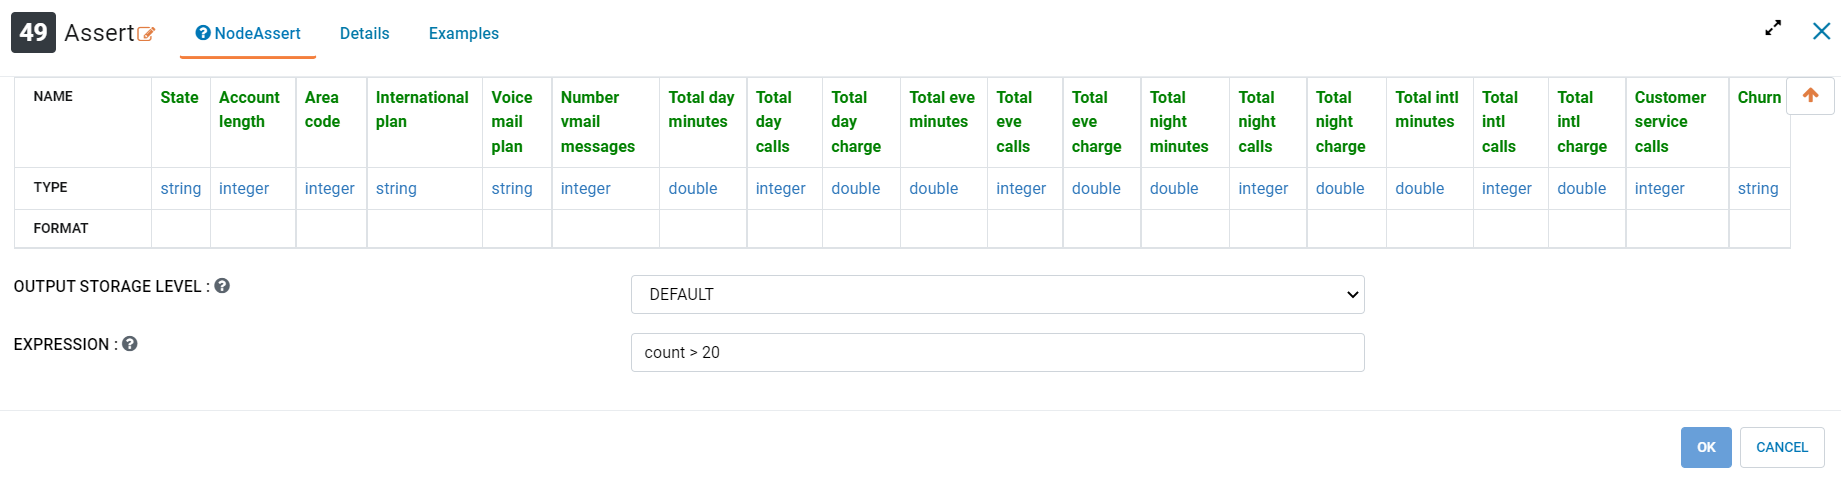 49 Assert NodeAssert Details Examples
NAME State Account length Area code International plan Voice mail plan Number vmail messages Total day minutes Total day calls Total day charge Total eve minutes Total eve calls Total eve charge Total night minutes Total night calls Total night charge Total intl minutes Total intl calls Total intl charge Customer service calls Churn
TYPE string integer integer string string integer double integer double double integer double double integer double double integer double integer string
FORMAT
OUTPUT STORAGE LEVEL : DEFAULT
EXPRESSION : count > 20
OK CANCEL